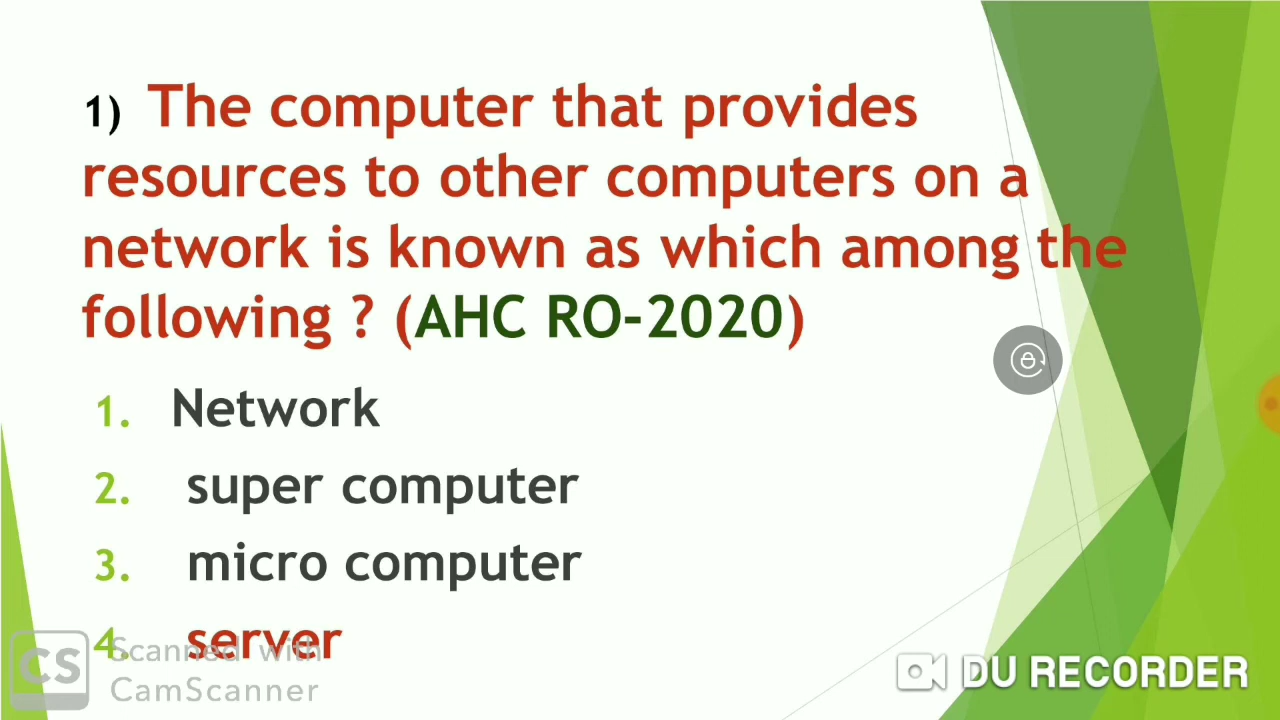 1) The computer that provides
resources to other computers on a
network is known as which among the
following ? (AHC RO-2020)
1. Network
2. super computer
3. micro computer
4. server
CS Scanned with
CamScanner
DU RECORDER